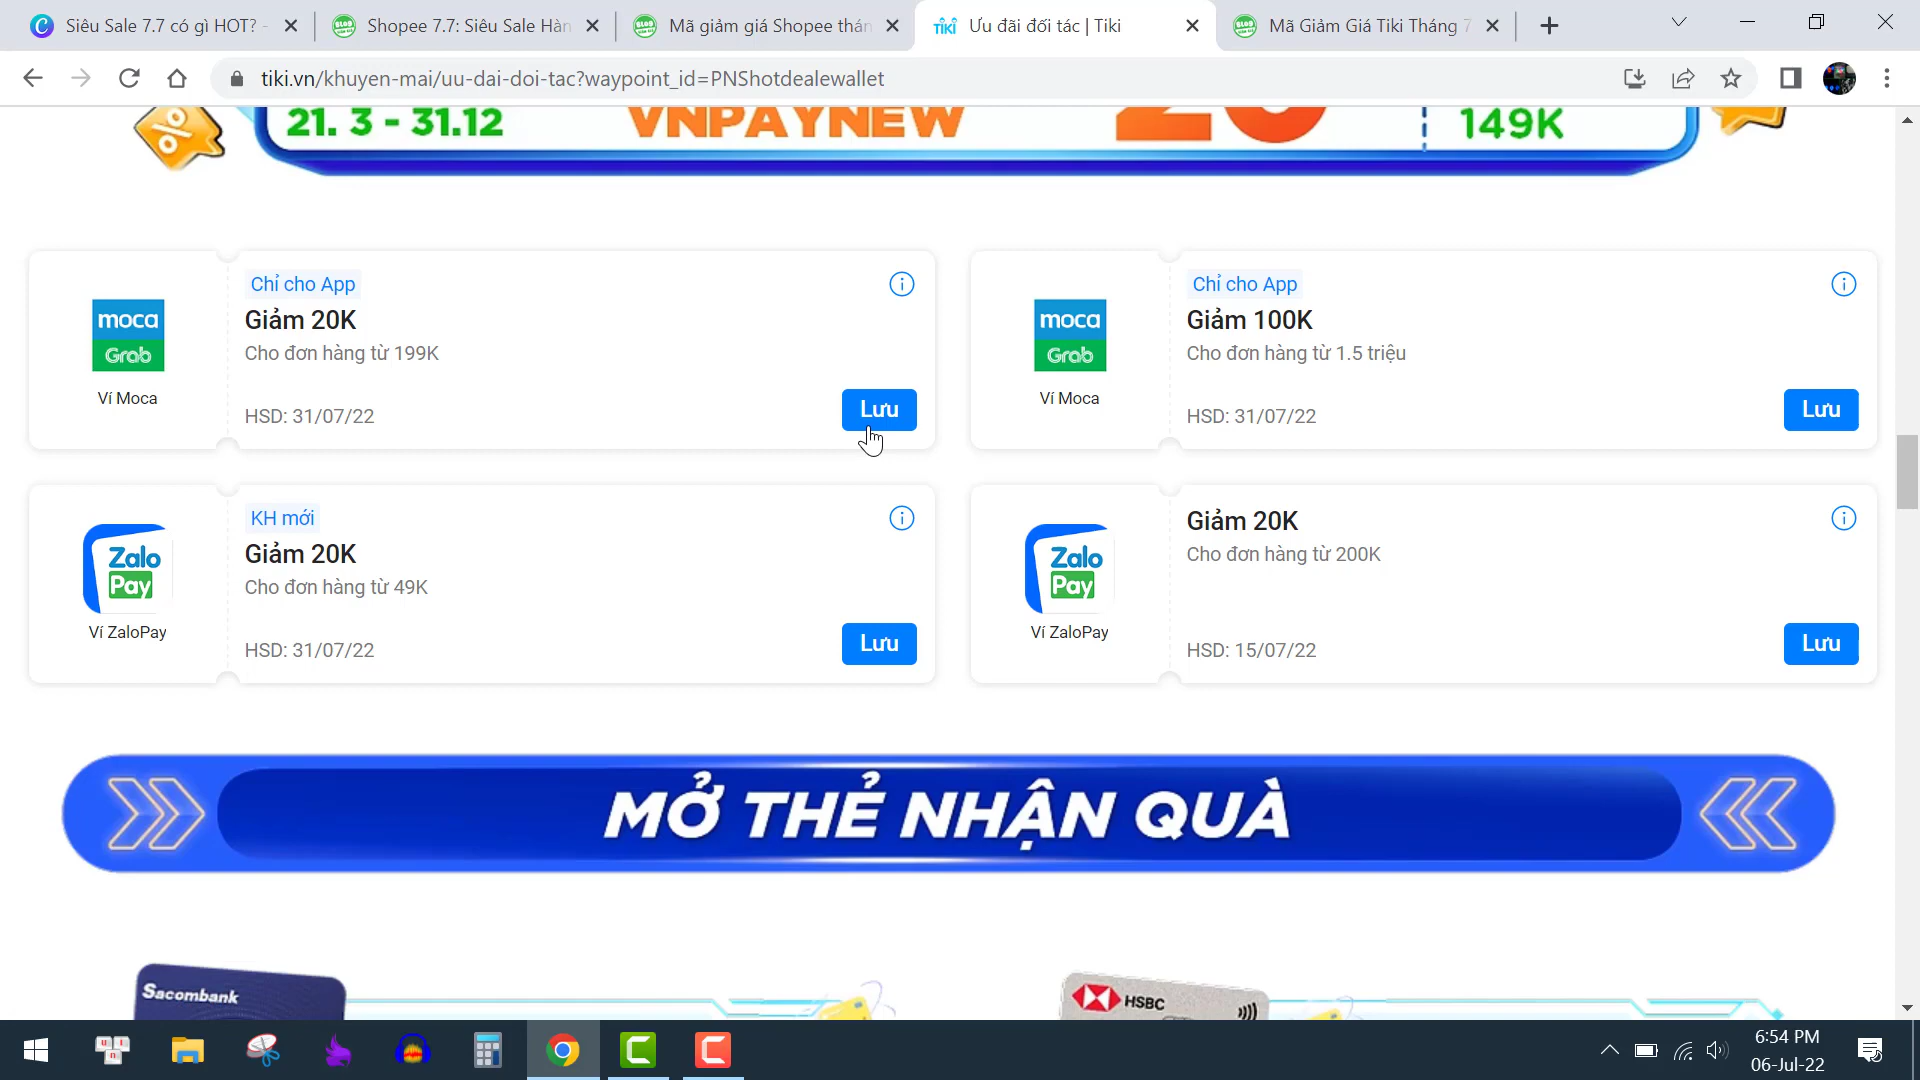 Siêu Sale 7.7 có gì HOT? -
Shopee 7.7: Siêu Sale Hàn
Mã giảm giá Shopee thán
TiKi Ưu đãi đối tác | Tiki
Mã Giảm Giá Tiki Tháng 7
tiki.vn/khuyen-mai/uu-dai-doi-tac?waypoint_id=PNShotdealewallet
21. 3 - 31.12
VNPAYNEW
149K
Chỉ cho App
Giảm 20K
Cho đơn hàng từ 199K
moca
Grab
Ví Moca
HSD: 31/07/22
Lưu
Chỉ cho App
Giảm 100K
Cho đơn hàng từ 1.5 triệu
moca
Grab
Ví Moca
HSD: 31/07/22
Lưu
KH mới
Giảm 20K
Cho đơn hàng từ 49K
Zalo
Pay
Ví ZaloPay
HSD: 31/07/22
Lưu
Giảm 20K
Cho đơn hàng từ 200K
Zalo
Pay
Ví ZaloPay
HSD: 15/07/22
Lưu
MỞ THẺ NHẬN QUÀ
Sacombank
HSBC
6:54 PM
06-Jul-22